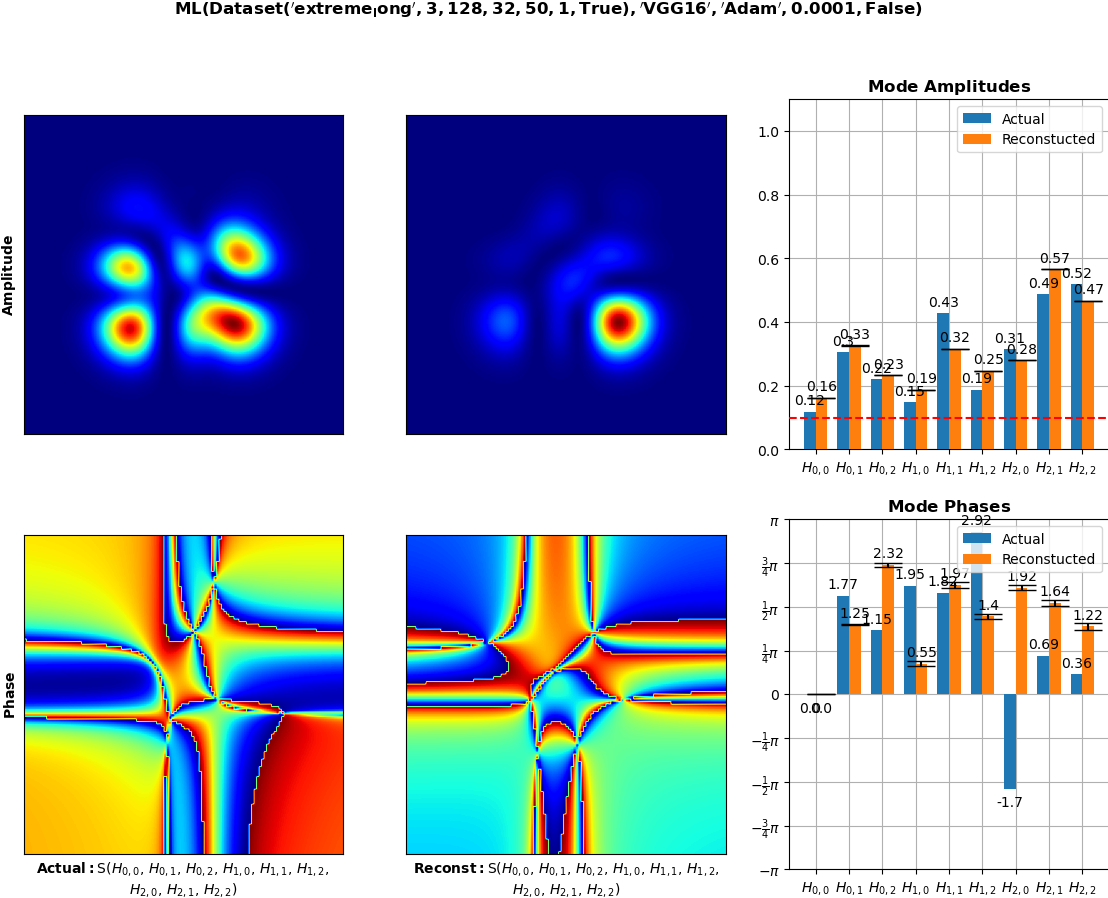 ML(Dataset('extreme_long', 3, 128, 32, 50, 1, True), 'VGG16', 'Adam', 0.0001, False)
Amplitude
Mode Amplitudes
Actual
Reconstucted
1.0
0.8
0.6
0.4
0.2
0.0
0.12
0.16
0.3
0.33
0.22
0.23
0.15
0.19
0.43
0.32
0.19
0.25
0.31
0.28
0.49
0.57
0.52
0.47
H0,0 H0,1 H0,2 H1,0 H1,1 H1,2 H2,0 H2,1 H2,2
Phase
Mode Phases
Actual
Reconstucted
π
3/4π
1/2π
1/4π
0
−1/4π
−1/2π
−3/4π
−π
0.0
0.0
1.77
1.25
1.15
2.32
1.95
0.55
1.82
1.97
2.92
1.4
-1.7
1.92
0.69
1.64
0.36
1.22
H0,0 H0,1 H0,2 H1,0 H1,1 H1,2 H2,0 H2,1 H2,2
Actual: S(H0,0, H0,1, H0,2, H1,0, H1,1, H1,2,
H2,0, H2,1, H2,2)
Reconst: S(H0,0, H0,1, H0,2, H1,0, H1,1, H1,2,
H2,0, H2,1, H2,2)